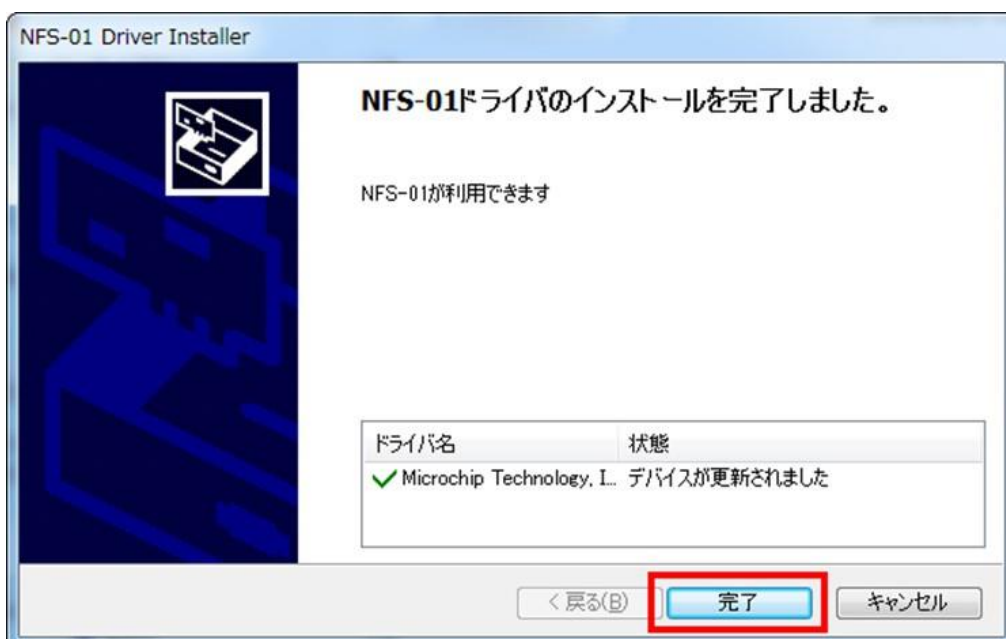 NFS-01 Driver Installer
NFS-01ドライバのインストールを完了しました。
NFS-01が利用できます
ドライバ名 状態
Microchip Technology, I... デバイスが更新されました
< 戻る(B) 完了 キャンセル